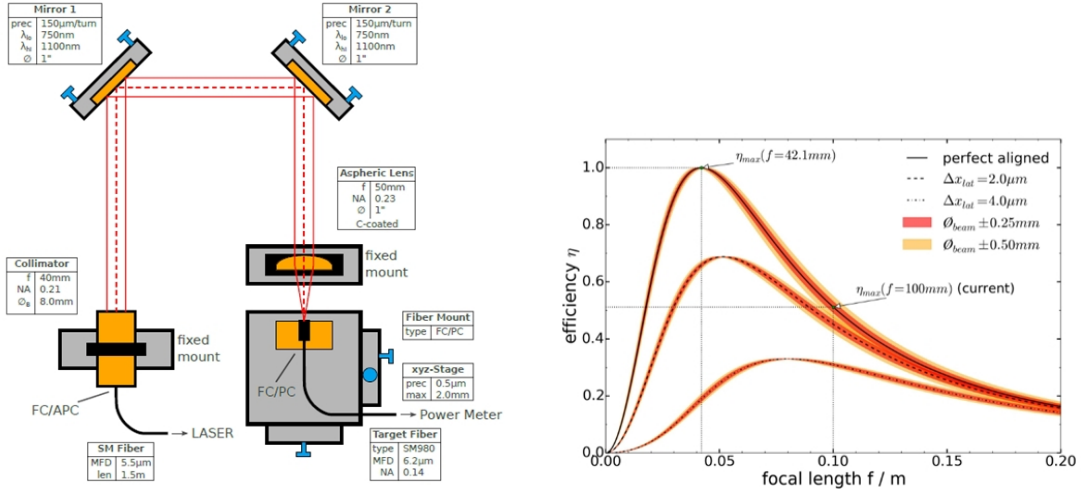 Mirror 1
prec 150µm/turn
λlo 750nm
λhi 1100nm
∅ 1"
Mirror 2
prec 150µm/turn
λlo 750nm
λhi 1100nm
∅ 1"
Aspheric Lens
f 50mm
NA 0.23
∅ 1"
C-coated
fixed
mount
Collimator
f 40mm
NA 0.21
∅B 8.0mm
fixed
mount
FC/APC
LASER
SM Fiber
MFD 5.5µm
len 1.5m
Fiber Mount
type FC/PC
FC/PC
xyz-Stage
prec 0.5µm
max 2.0mm
Power Meter
Target Fiber
type SM980
MFD 6.2µm
NA 0.14
efficiency η
1.0
0.8
0.6
0.4
0.2
0.0
0.00 0.05 0.10 0.15 0.20
focal length f / m
ηmax(f=42.1mm)
ηmax(f=100mm) (current)
perfect aligned
Δxlat=2.0µm
Δxlat=4.0µm
Øbeam±0.25mm
Øbeam±0.50mm